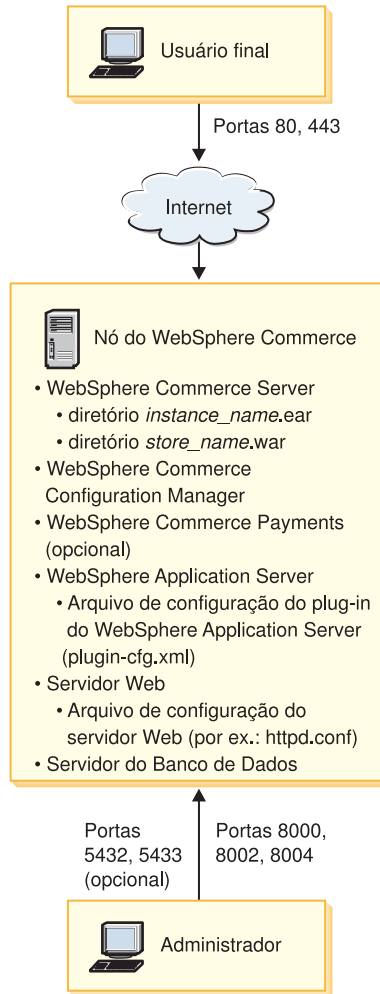 Usuário final
Portas 80, 443
Internet
Nó do WebSphere Commerce
• WebSphere Commerce Server
• diretório instance_name.ear
• diretório store_name.war
• WebSphere Commerce
Configuration Manager
• WebSphere Commerce Payments
(opcional)
• WebSphere Application Server
• Arquivo de configuração do plug-in
do WebSphere Application Server
(plugin-cfg.xml)
• Servidor Web
• Arquivo de configuração do
servidor Web (por ex.: httpd.conf)
• Servidor do Banco de Dados
Portas
5432, 5433
(opcional)
Portas 8000,
8002, 8004
Administrador